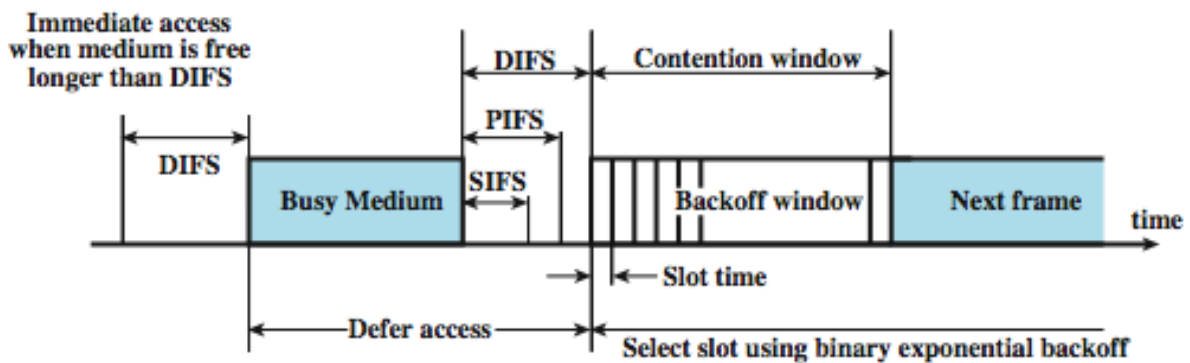 Immediate access
when medium is free
longer than DIFS
DIFS
Contention window
PIFS
DIFS
SIFS
Busy Medium
Backoff window
Next frame
time
Slot time
Defer access
Select slot using binary exponential backoff